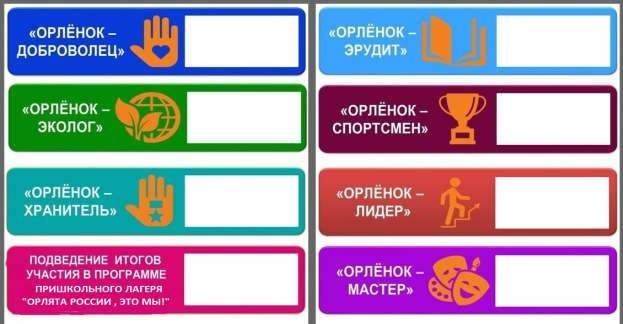 «ОРЛЁНОК –
ДОБРОВОЛЕЦ»
«ОРЛЁНОК –
ЭКОЛОГ»
«ОРЛЁНОК –
ХРАНИТЕЛЬ»
ПОДВЕДЕНИЕ ИТОГОВ
УЧАСТИЯ В ПРОГРАММЕ
ПРИШКОЛЬНОГО ЛАГЕРЯ
"ОРЛЯТА РОССИИ , ЭТО МЫ!"
«ОРЛЁНОК –
ЭРУДИТ»
«ОРЛЁНОК –
СПОРТСМЕН»
«ОРЛЁНОК –
ЛИДЕР»
«ОРЛЁНОК –
МАСТЕР»